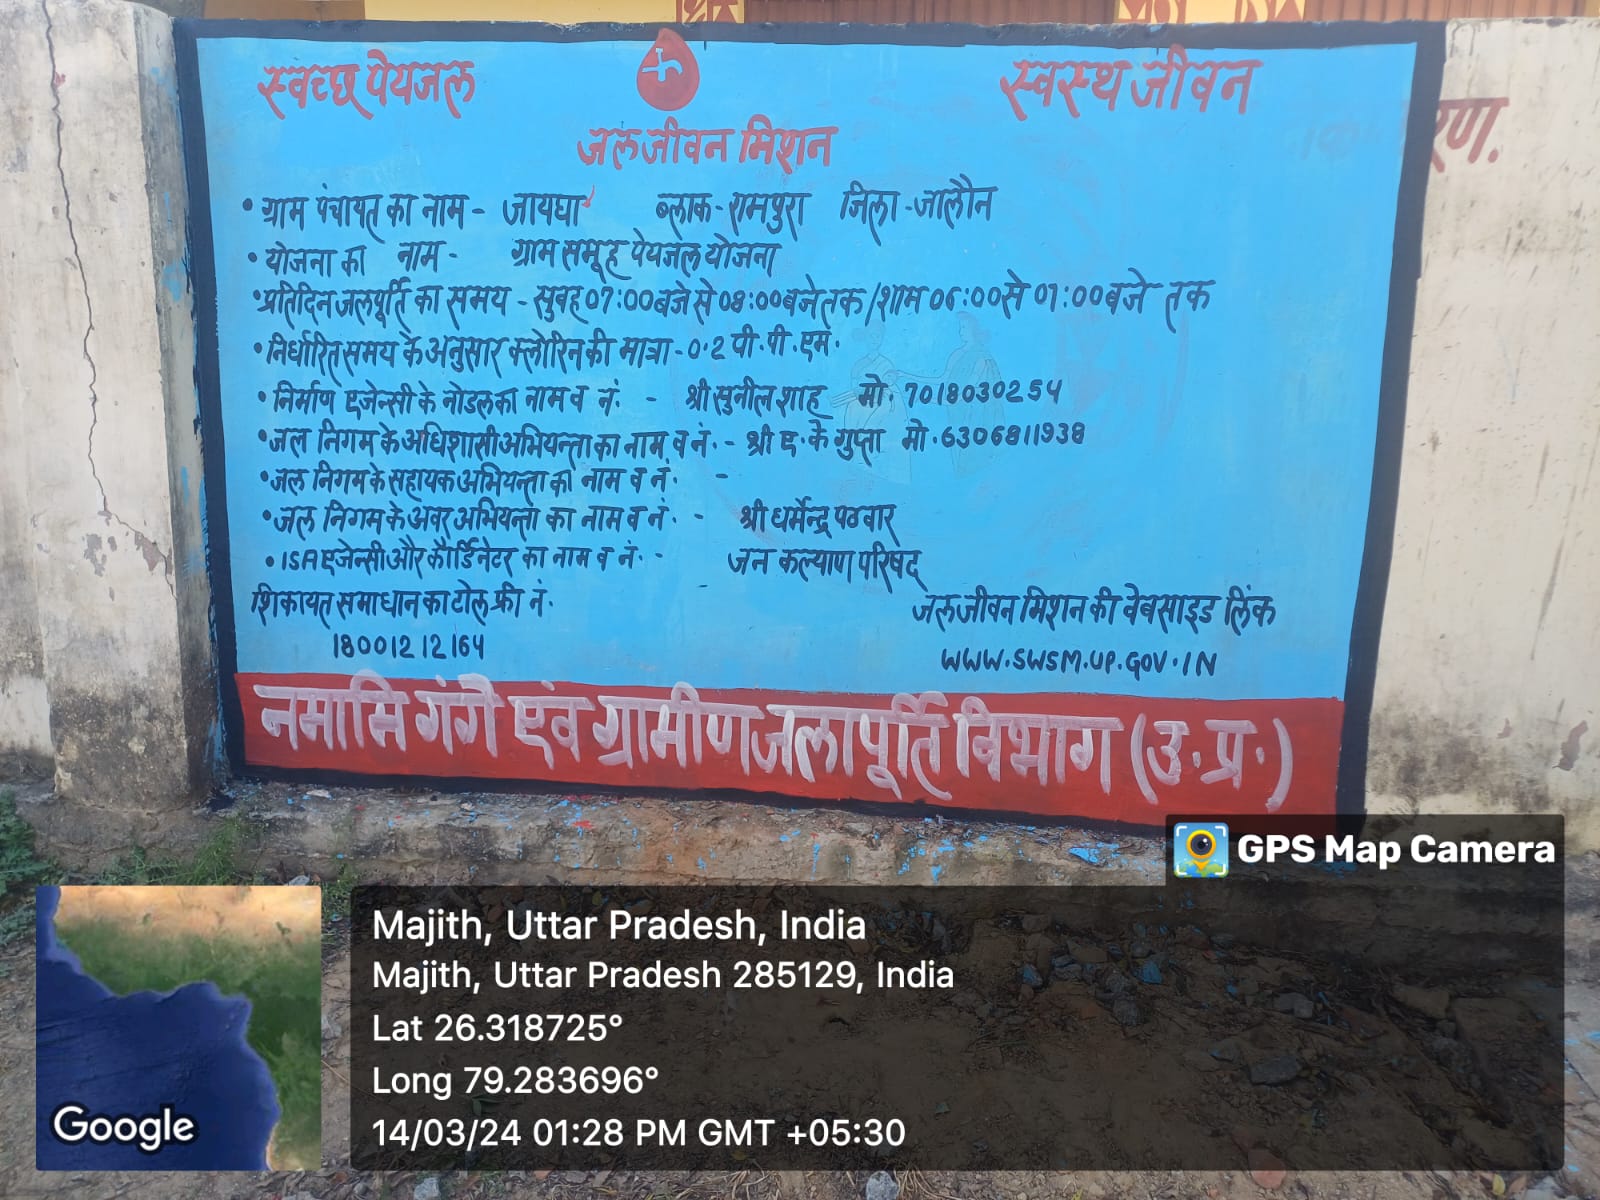 स्वच्छ पेयजल
स्वस्थ जीवन
जल जीवन मिशन
रण.
• ग्राम पंचायत का नाम - जायघा ब्लाक - रामपुरा जिला - जालौन
• योजना का नाम - ग्राम समूह पेयजल योजना
• प्रतिदिन जलपूर्ति का समय - सुबह 07:00 बजे से 08:00 बजे तक / शाम 06:00 से 07:00 बजे तक
• निर्धारित समय के अनुसार क्लोरिन की मात्रा - 0.2 पी.पी.एम.
• निर्माण एजेन्सी के नोडल का नाम व नं. - श्री सुनील शाह मो. 7018030254
• जल निगम के अधिशासी अभियन्ता का नाम व नं. - श्री ए. के गुप्ता मो. 6306811938
• जल निगम के सहायक अभियन्ता का नाम व नं. -
• जल निगम के अवर अभियन्ता का नाम व नं. - श्री धर्मेन्द्र पठवार
• ISA एजेन्सी और कौर्डिनेटर का नाम व नं. - जन कल्याण परिषद
शिकायत समाधान का टोल फ्री नं.
18001212164
जल जीवन मिशन की वेबसाइड लिंक
WWW.SWSM.UP.GOV.IN
नमामि गंगे एंव ग्रामीण जलापूर्ति विभाग (उ.प्र.)
GPS Map Camera
Majith, Uttar Pradesh, India
Majith, Uttar Pradesh 285129, India
Lat 26.318725°
Long 79.283696°
14/03/24 01:28 PM GMT +05:30
Google